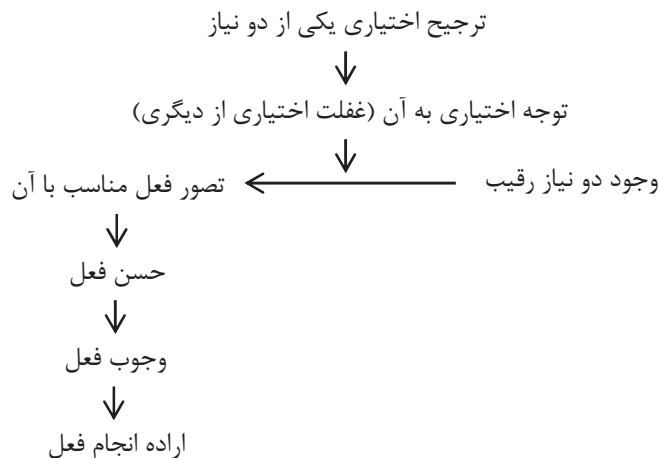 ترجیح اختیاری یکی از دو نیاز
توجه اختیاری به آن (غفلت اختیاری از دیگری)
وجود دو نیاز رقیب
تصور فعل مناسب با آن
حسن فعل
وجوب فعل
اراده انجام فعل